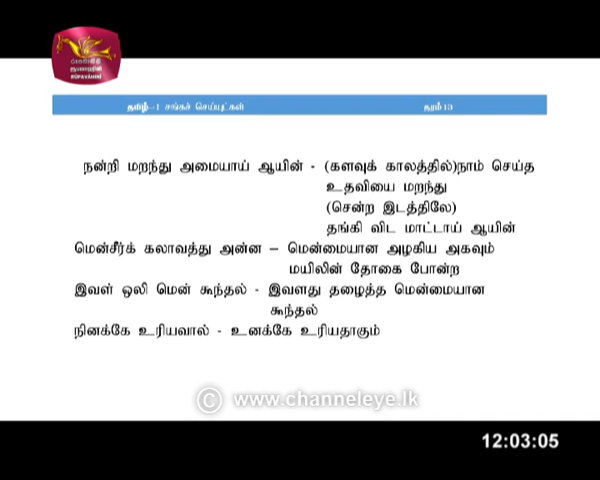 தமிழ்-1 சங்கச் செய்யுட்கள் தரம்13
நன்றி மறந்து அமையாய் ஆயின் - (களவுக் காலத்தில்)நாம் செய்த
உதவியை மறந்து
(சென்ற இடத்திலே)
தங்கி விட மாட்டாய் ஆயின்
மென்சீர்க் கலாவத்து அன்ன – மென்மையான அழகிய அகவும்
மயிலின் தோகை போன்ற
இவள் ஒலி மென் கூந்தல் - இவளது தழைத்த மென்மையான
கூந்தல்
நினக்கே உரியவால் - உனக்கே உரியதாகும்
© www.channeleye.lk
12:03:05